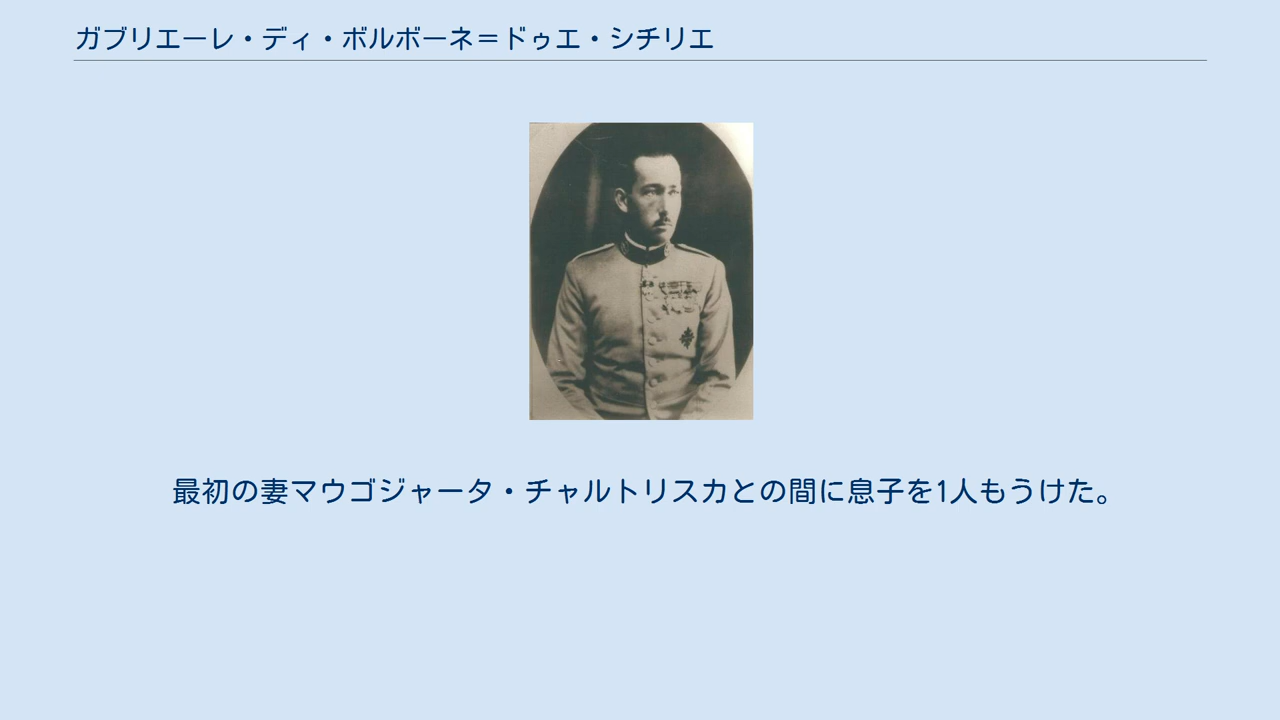 ガブリエーレ・ディ・ボルボーネ＝ドゥエ・シチリエ
最初の妻マウゴジャータ・チャルトリスカとの間に息子を1人もうけた。